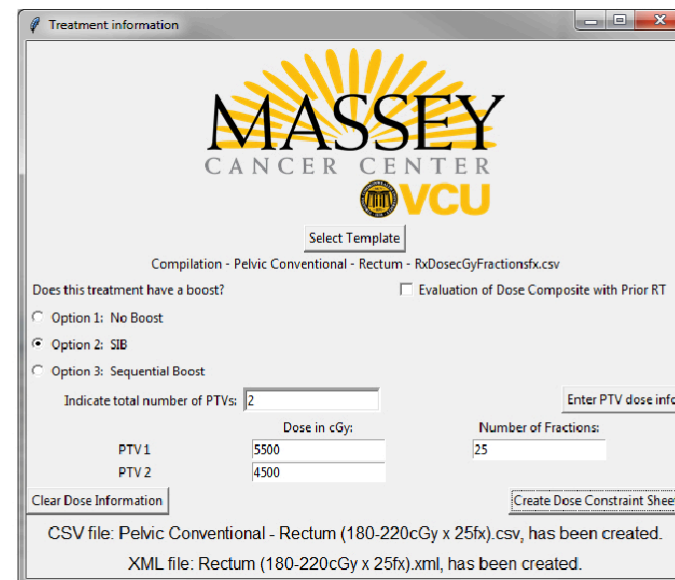 Treatment information
MASSEY
CANCER CENTER
VCU
Select Template
Compilation - Pelvic Conventional - Rectum - RxDosecGyFractionsfx.csv
Does this treatment have a boost? Evaluation of Dose Composite with Prior RT
Option 1: No Boost
Option 2: SIB
Option 3: Sequential Boost
Indicate total number of PTVs: 2 Enter PTV dose info
Dose in cGy: Number of Fractions:
PTV 1 5500 25
PTV 2 4500
Clear Dose Information Create Dose Constraint Shee
CSV file: Pelvic Conventional - Rectum (180-220cGy x 25fx).csv, has been created.
XML file: Rectum (180-220cGy x 25fx).xml, has been created.